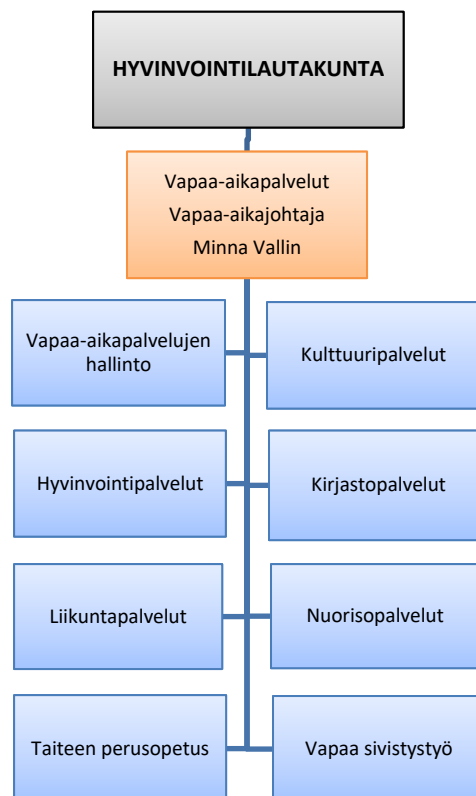 HYVINVOINTILAUTAKUNTA
Vapaa-aikapalvelut
Vapaa-aikajohtaja
Minna Vallin
Vapaa-aikapalvelujen
hallinto
Kulttuuripalvelut
Hyvinvointipalvelut
Kirjastopalvelut
Liikuntapalvelut
Nuorisopalvelut
Taiteen perusopetus
Vapaa sivistystyö